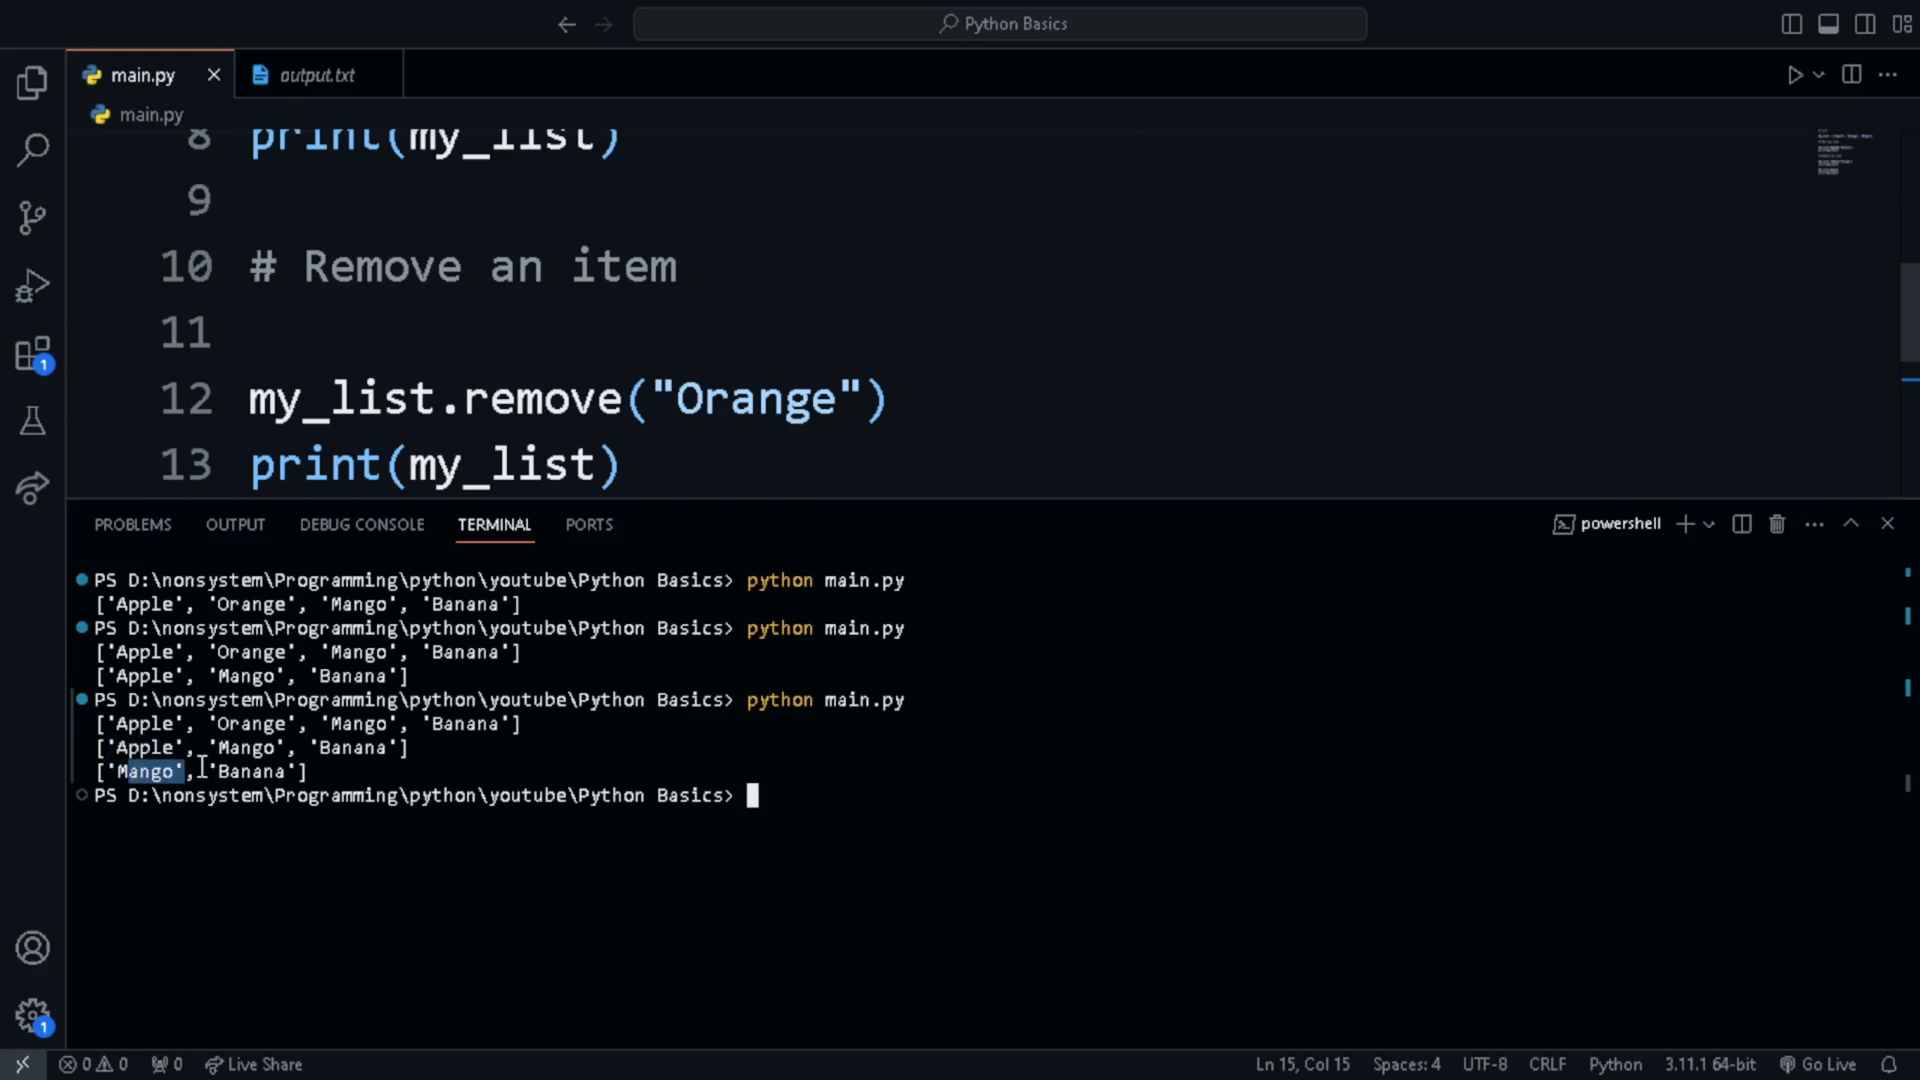 Python Basics
main.py
output.txt
main.py
8 print(my_list)
9
10 # Remove an item
11
12 my_list.remove("Orange")
13 print(my_list)
PROBLEMS OUTPUT DEBUG CONSOLE TERMINAL PORTS
powershell
PS D:\nonsystem\Programming\python\youtube\Python Basics> python main.py
['Apple', 'Orange', 'Mango', 'Banana']
PS D:\nonsystem\Programming\python\youtube\Python Basics> python main.py
['Apple', 'Orange', 'Mango', 'Banana']
['Apple', 'Mango', 'Banana']
PS D:\nonsystem\Programming\python\youtube\Python Basics> python main.py
['Apple', 'Orange', 'Mango', 'Banana']
['Apple', 'Mango', 'Banana']
['Mango', 'Banana']
PS D:\nonsystem\Programming\python\youtube\Python Basics>
1
1
0 0 0 Live Share Ln 15, Col 15 Spaces: 4 UTF-8 CRLF Python 3.11.1 64-bit Go Live